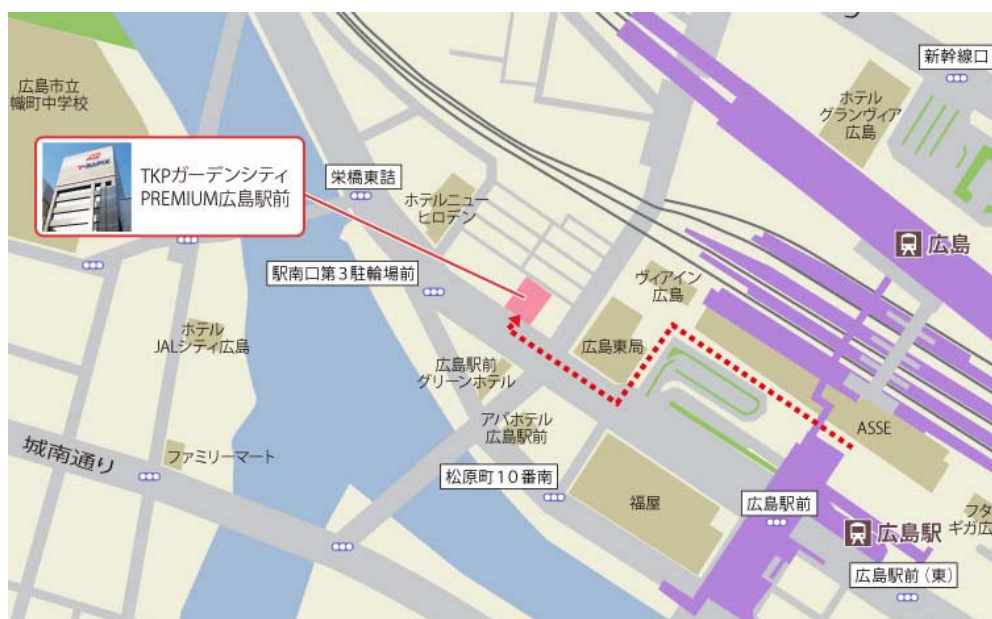 新幹線口
広島市立
幟町中学校
ホテル
グランヴィア
広島
TKPガーデンシティ
PREMIUM広島駅前
栄橋東詰
ホテルニュー
ヒロデン
広島
駅南口第3駐輪場前
ヴィアイン
広島
ホテル
JALシティ広島
広島東局
広島駅前
グリーンホテル
アパホテル
広島駅前
ASSE
城南通り
ファミリーマート
松原町10番南
福屋
広島駅前
広島駅
フタ
ギガ広
広島駅前(東)